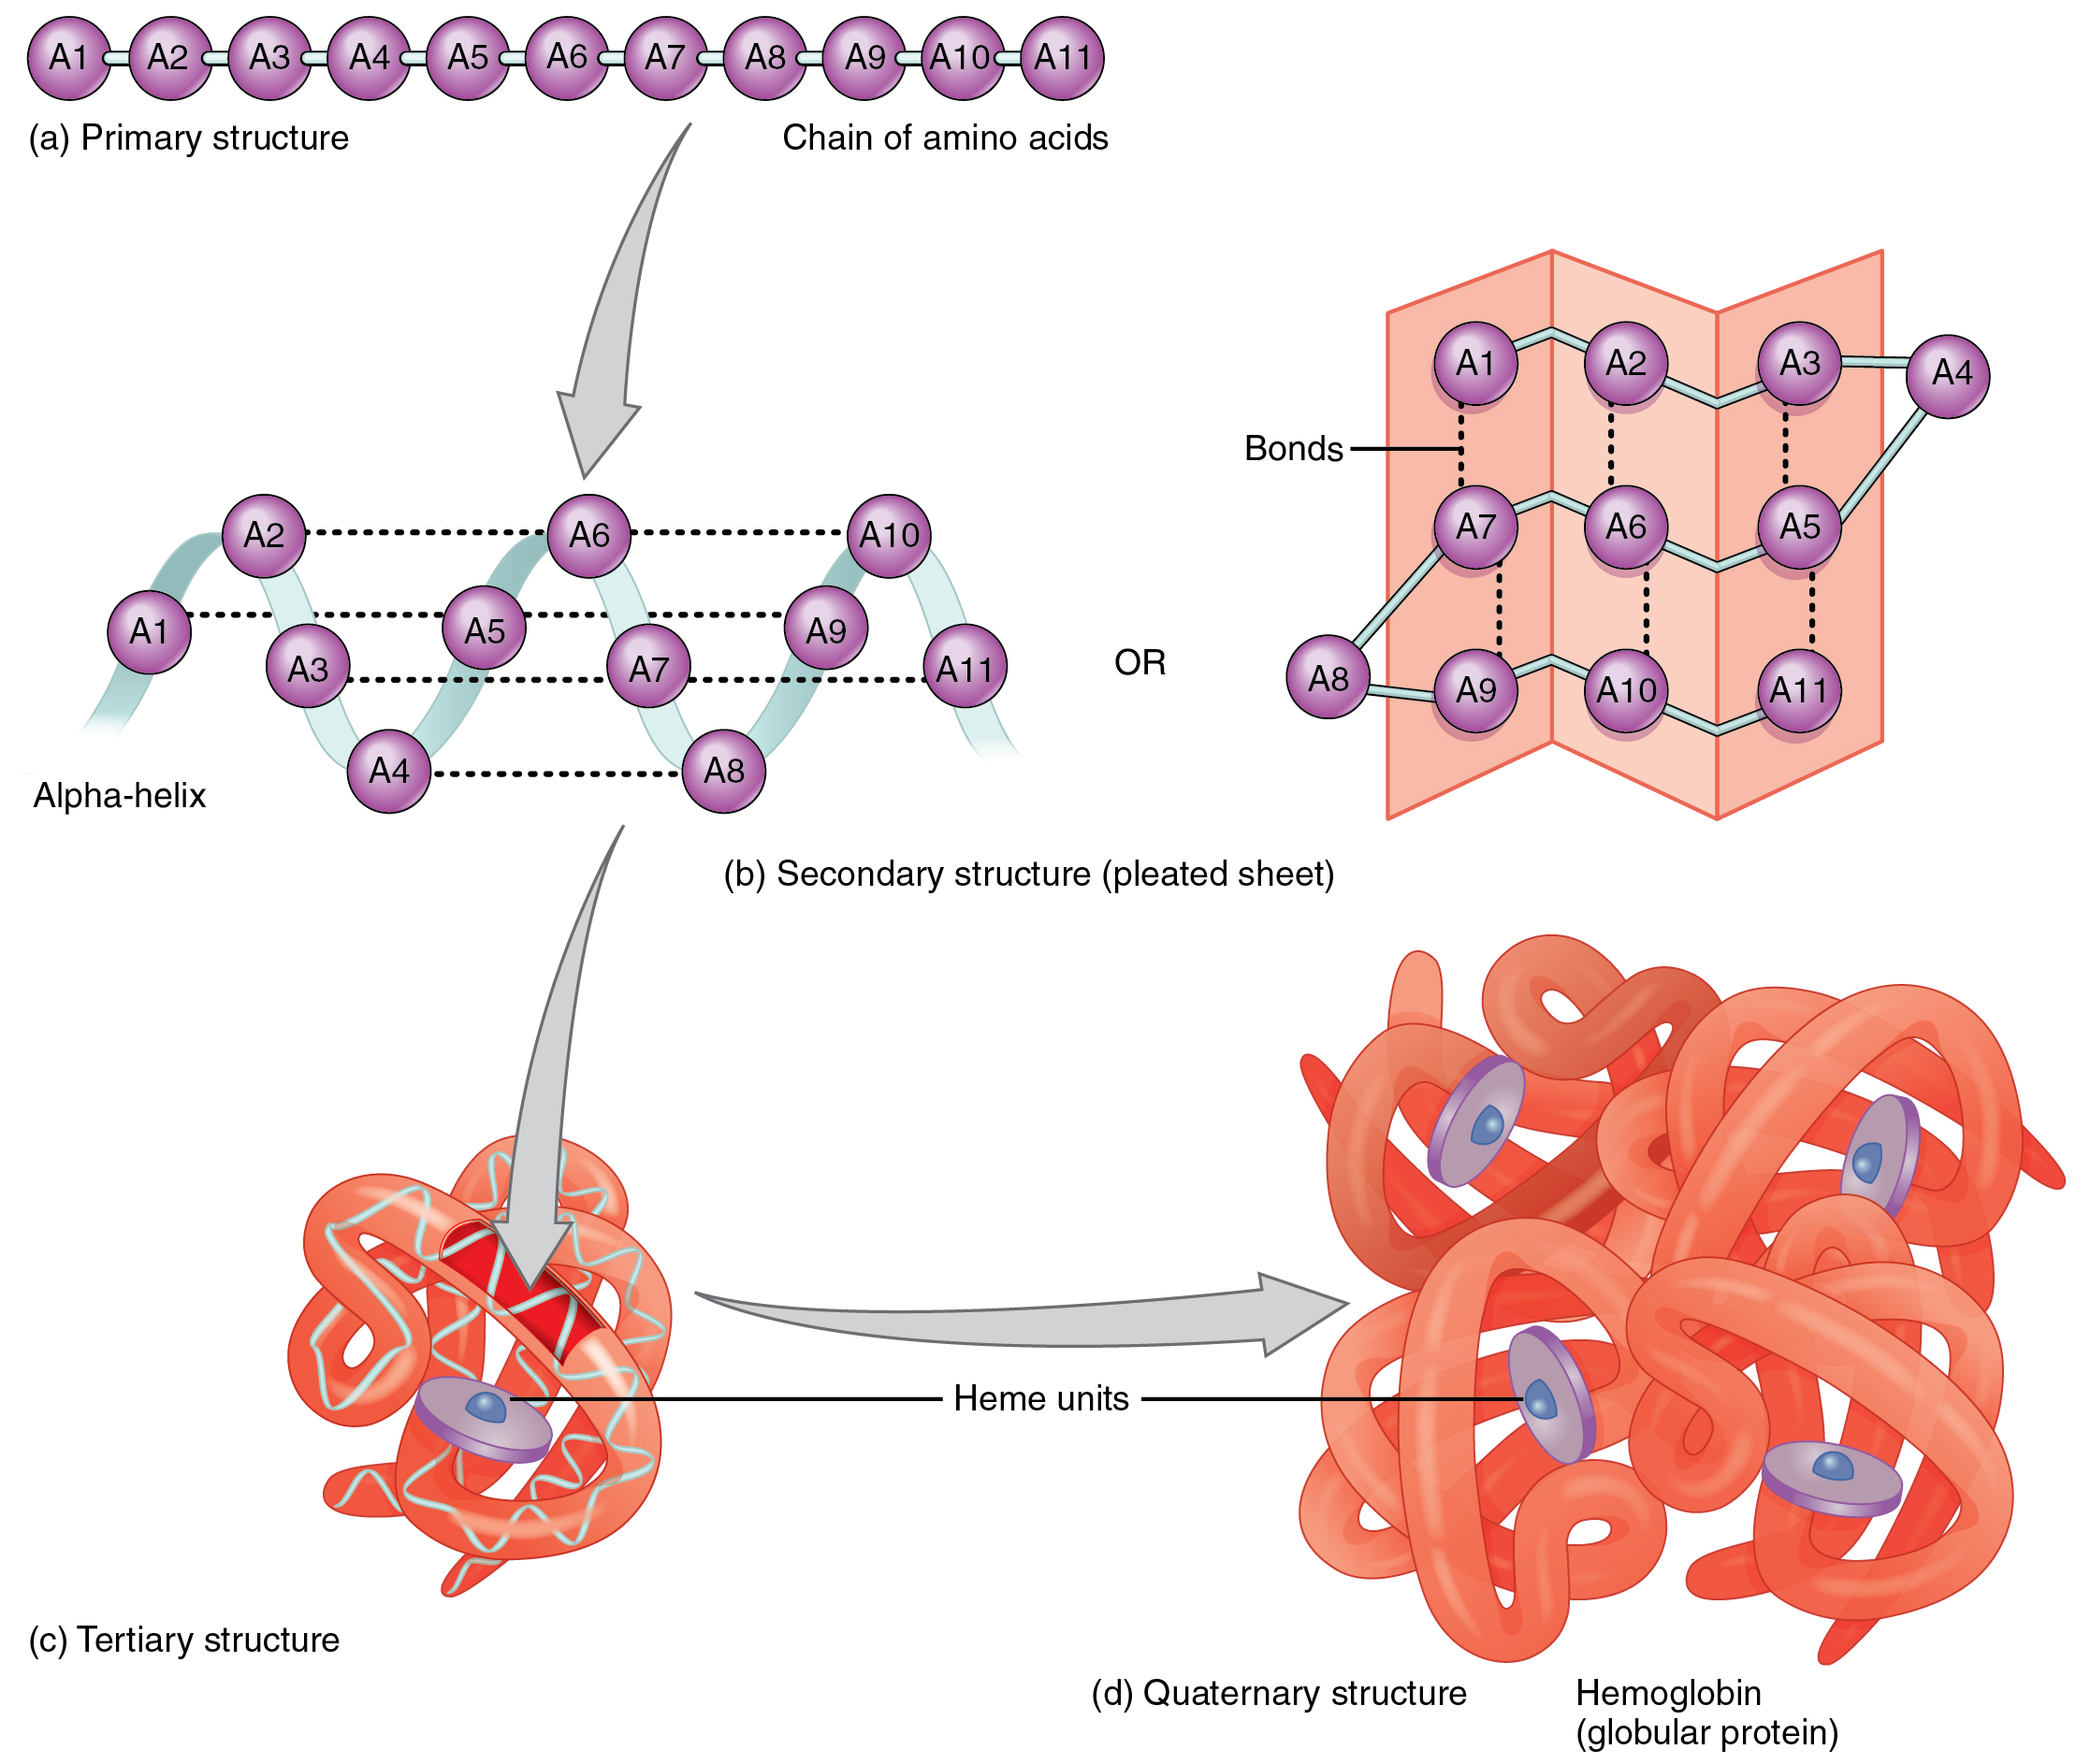 A1 A2 A3 A4 A5 A6 A7 A8 A9 A10 A11
(a) Primary structure
Chain of amino acids
A2 A6 A10
A1 A5 A9
A3 A7 A11
A4 A8
Alpha-helix
OR
A1 A2 A3 A4
Bonds
A7 A6 A5
A8 A9 A10 A11
(b) Secondary structure (pleated sheet)
Heme units
(c) Tertiary structure
(d) Quaternary structure
Hemoglobin
(globular protein)